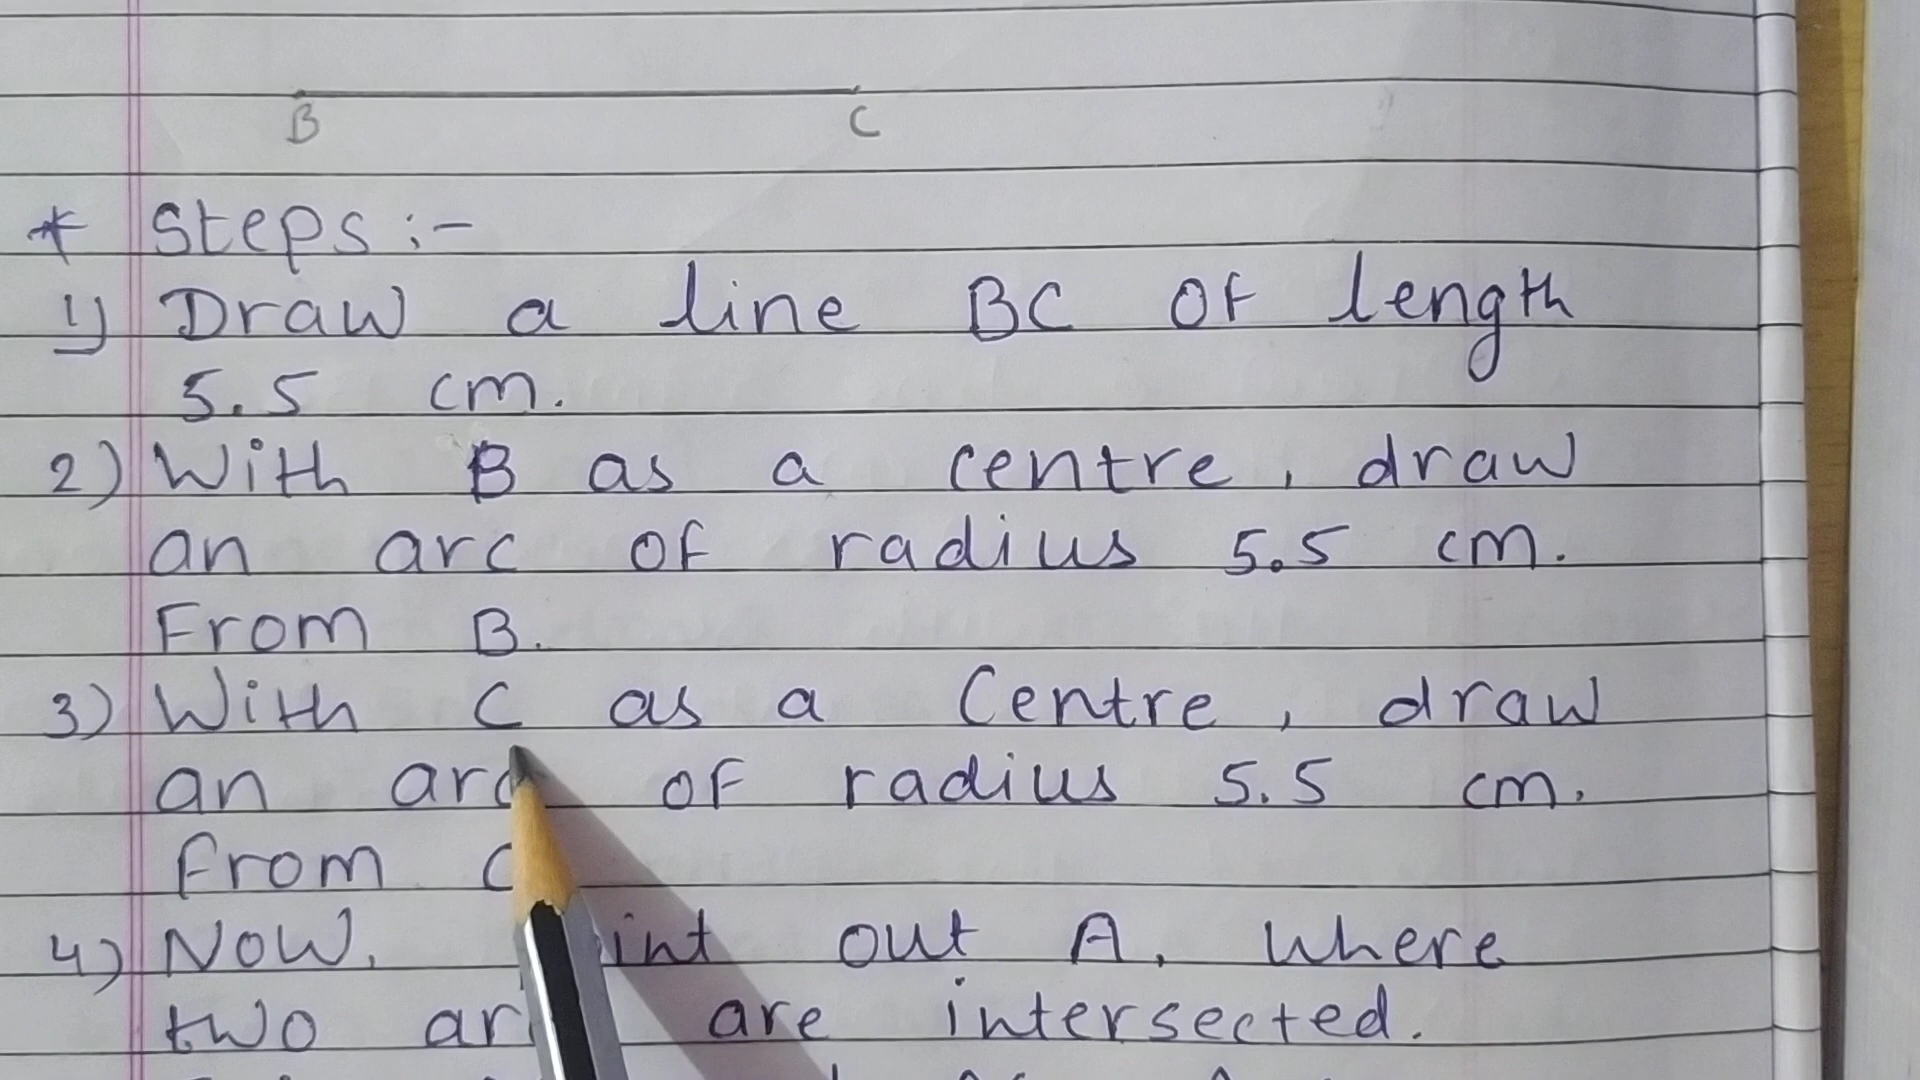 B C
* Steps :-
1) Draw a line BC of length
5.5 cm.
2) With B as a centre, draw
an arc of radius 5.5 cm.
From B.
3) With C as a Centre, draw
an arc of radius 5.5 cm.
From C
4) Now, out A, where
two are intersected.